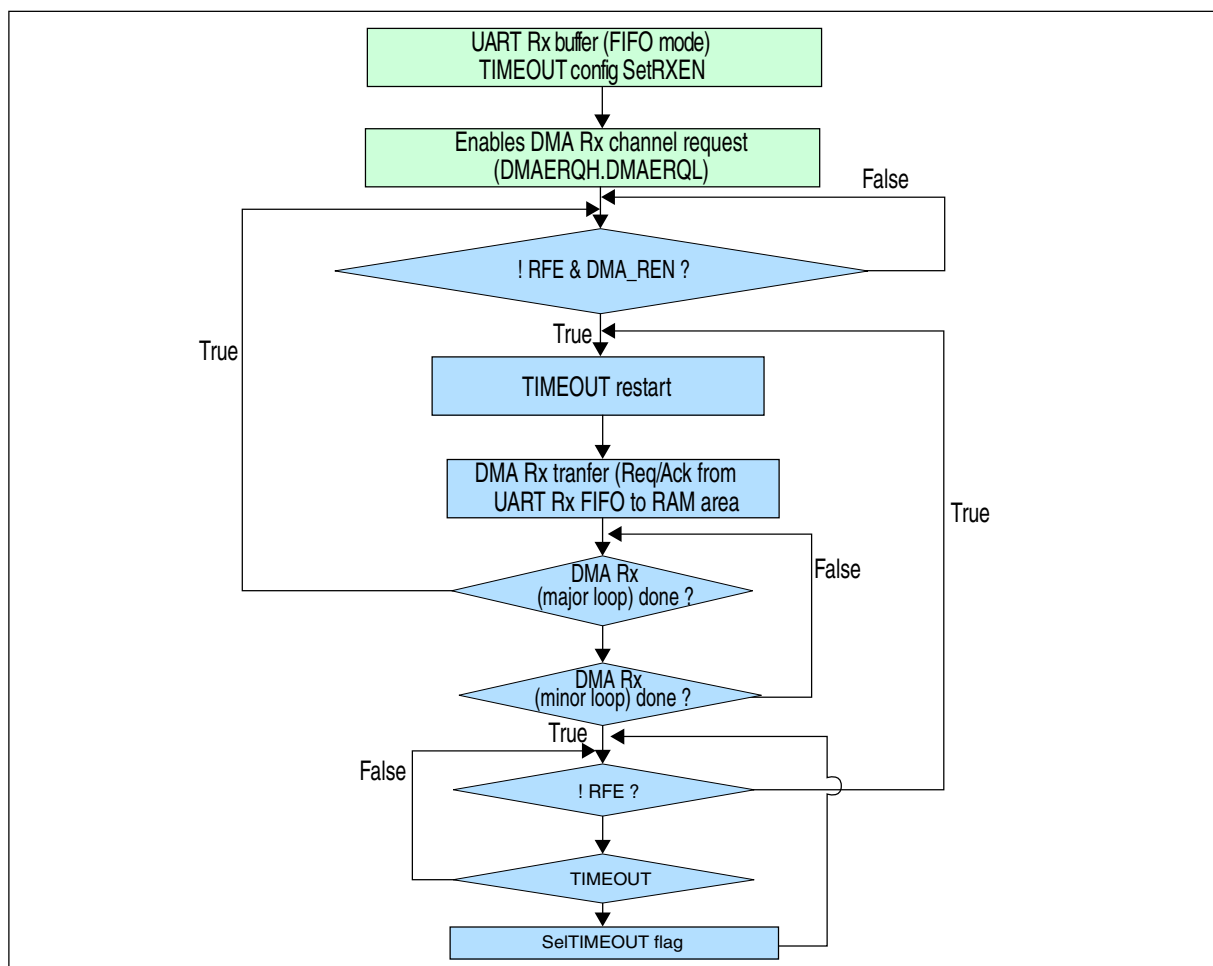 UART Rx buffer (FIFO mode)
TIMEOUT config SetRXEN
Enables DMA Rx channel request
(DMAERQH.DMAERQL)
False
! RFE & DMA_REN ?
True
True
TIMEOUT restart
DMA Rx tranfer (Req/Ack from
UART Rx FIFO to RAM area
True
False
DMA Rx
(major loop) done ?
DMA Rx
(minor loop) done ?
True
False
! RFE ?
TIMEOUT
SelTIMEOUT flag